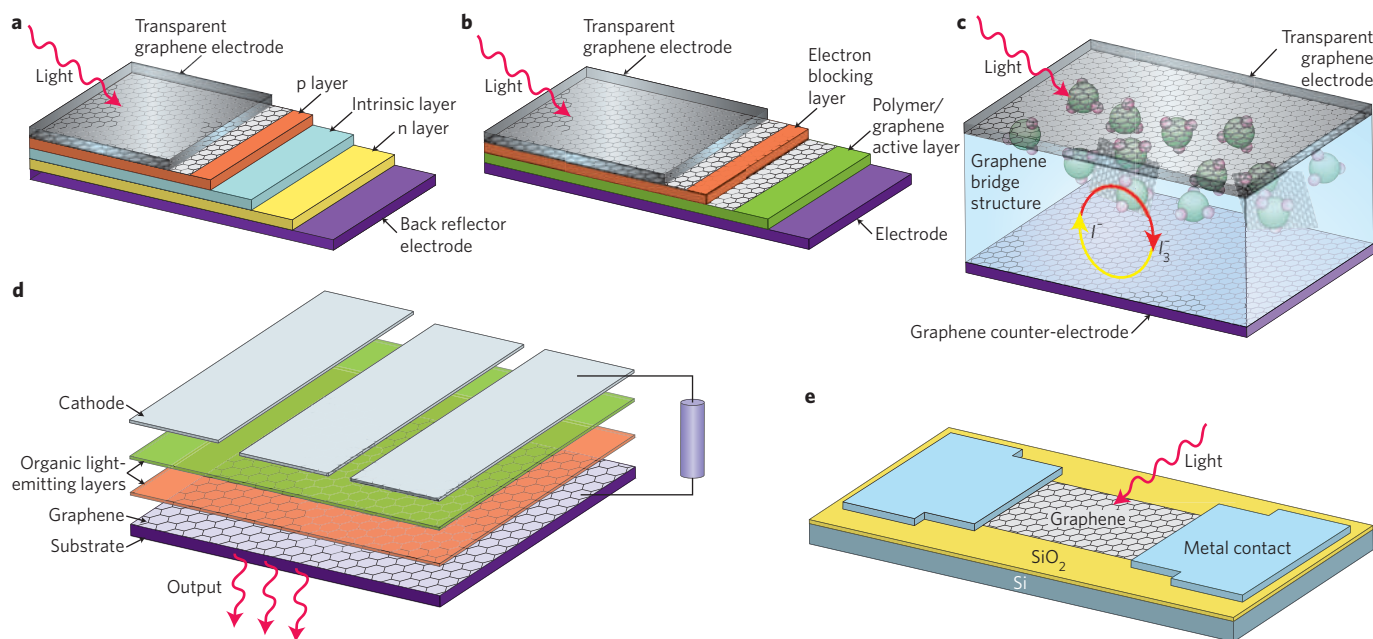 a
Transparent
graphene electrode
Light
p layer
Intrinsic layer
n layer
Back reflector
electrode
b
Transparent
graphene electrode
Light
Electron
blocking
layer
Polymer/
graphene
active layer
Electrode
c
Light
Transparent
graphene
electrode
Graphene
bridge
structure
I⁻
I₃⁻
Graphene counter-electrode
d
Cathode
Organic light-
emitting layers
Graphene
Substrate
Output
e
Light
Graphene
Metal contact
SiO₂
Si